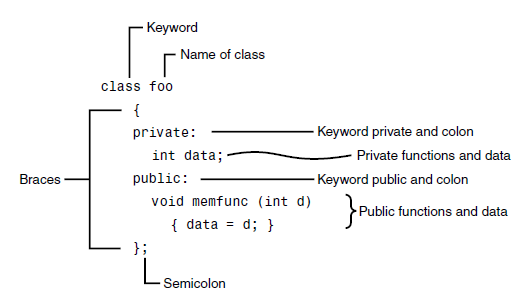 Keyword
Name of class
class foo
{
private: Keyword private and colon
int data; Private functions and data
Braces public: Keyword public and colon
void memfunc (int d)
Public functions and data
{ data = d; }
};
Semicolon